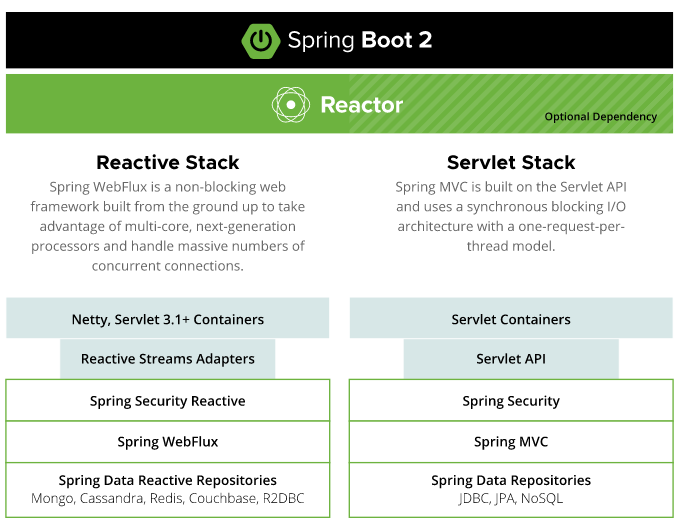 Spring Boot 2
Reactor
Optional Dependency
Reactive Stack
Spring WebFlux is a non-blocking web
framework built from the ground up to take
advantage of multi-core, next-generation
processors and handle massive numbers of
concurrent connections.
Servlet Stack
Spring MVC is built on the Servlet API
and uses a synchronous blocking I/O
architecture with a one-request-per-
thread model.
Netty, Servlet 3.1+ Containers
Reactive Streams Adapters
Spring Security Reactive
Spring WebFlux
Spring Data Reactive Repositories
Mongo, Cassandra, Redis, Couchbase, R2DBC
Servlet Containers
Servlet API
Spring Security
Spring MVC
Spring Data Repositories
JDBC, JPA, NoSQL